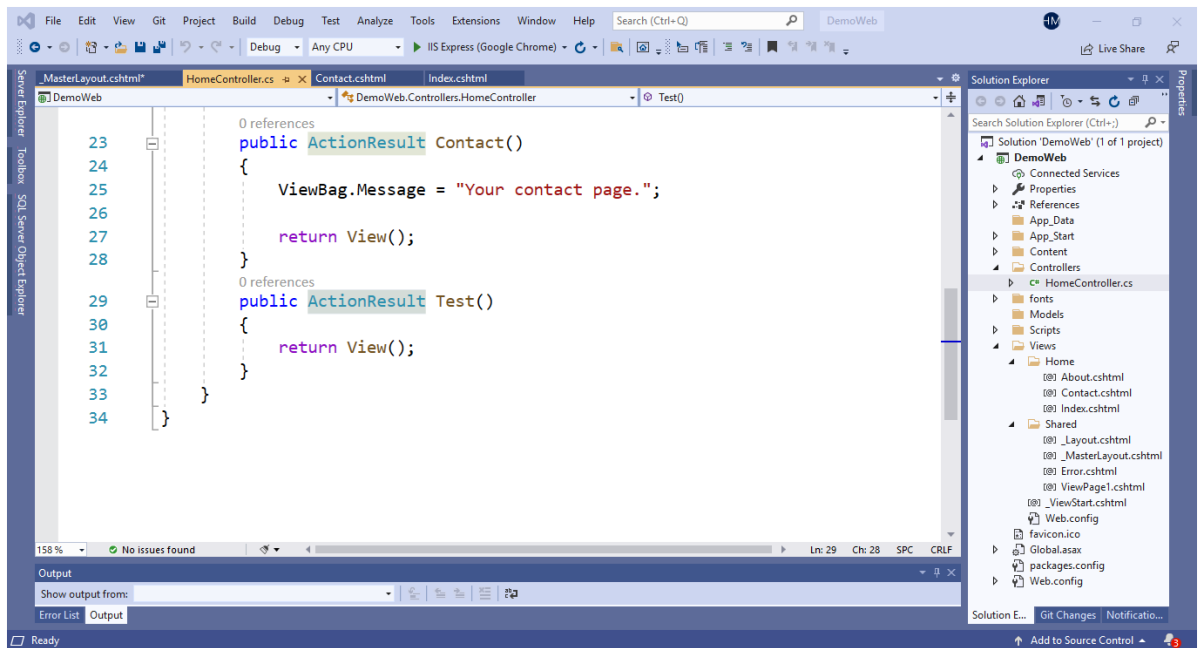 File Edit View Git Project Build Debug Test Analyze Tools Extensions Window Help Search (Ctrl+Q) DemoWeb HM
Debug Any CPU IIS Express (Google Chrome) Live Share
Server Explorer
Toolbox
SQL Server Object Explorer
_MasterLayout.cshtml* HomeController.cs Contact.cshtml Index.cshtml
DemoWeb DemoWeb.Controllers.HomeController Test()
0 references
23 public ActionResult Contact()
24 {
25 ViewBag.Message = "Your contact page.";
26
27 return View();
28 }
0 references
29 public ActionResult Test()
30 {
31 return View();
32 }
33 }
34 }
158 % No issues found Ln: 29 Ch: 28 SPC CRLF
Output
Show output from:
Error List Output
Solution Explorer
Search Solution Explorer (Ctrl+;)
Solution 'DemoWeb' (1 of 1 project)
DemoWeb
Connected Services
Properties
References
App_Data
App_Start
Content
Controllers
C# HomeController.cs
fonts
Models
Scripts
Views
Home
[@] About.cshtml
[@] Contact.cshtml
[@] Index.cshtml
Shared
[@] _Layout.cshtml
[@] _MasterLayout.cshtml
[@] Error.cshtml
[@] ViewPage1.cshtml
[@] _ViewStart.cshtml
Web.config
favicon.ico
Global.asax
packages.config
Web.config
Solution E... Git Changes Notificatio...
Properties
Ready Add to Source Control 3